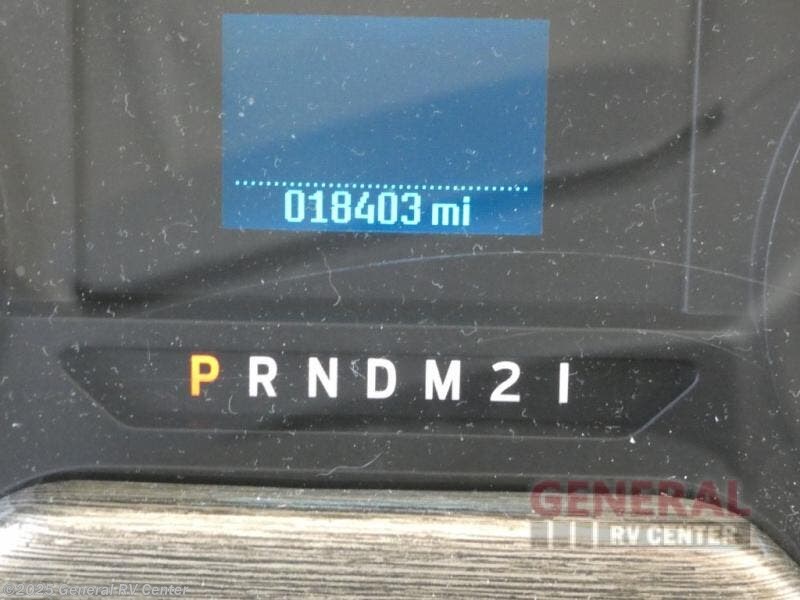 018403 mi
P R N D M 2 1
GENERAL
RV CENTER
©2025 General RV Center